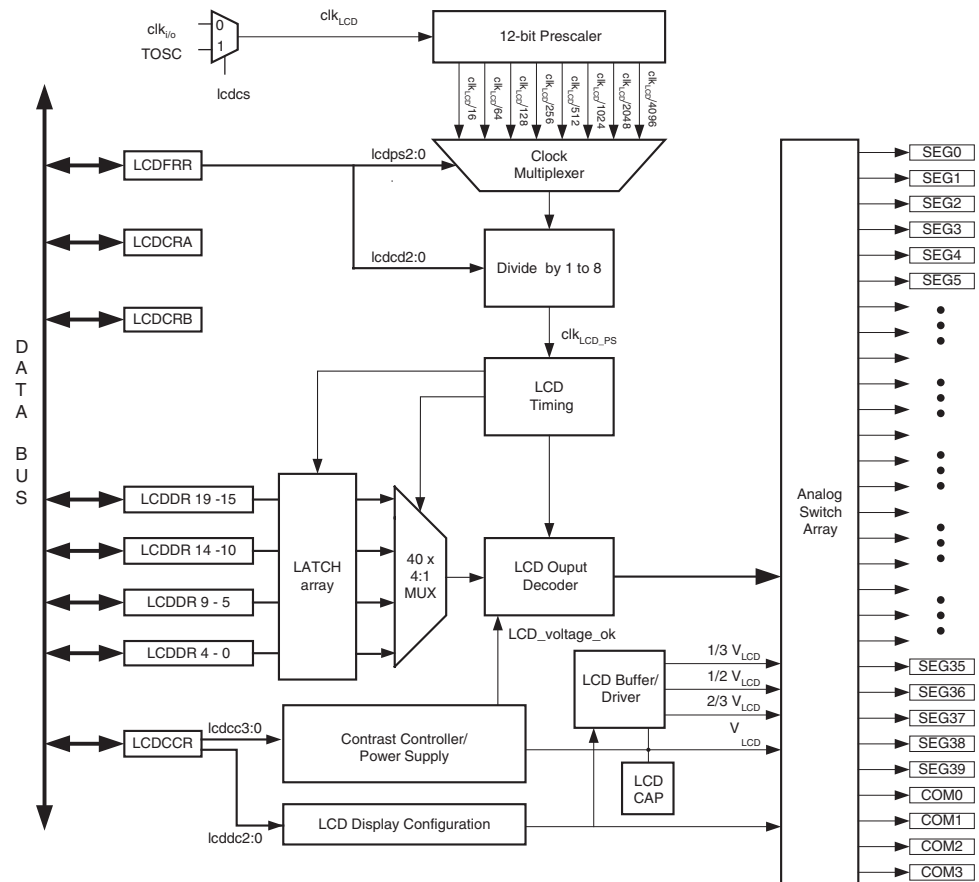 clk_LCD
12-bit Prescaler
clk_i/o
0
1
TOSC
lcdcs
clk_LCD/16
clk_LCD/64
clk_LCD/128
clk_LCD/256
clk_LCD/512
clk_LCD/1024
clk_LCD/2048
clk_LCD/4096
LCDFRR
lcdps2:0
Clock
Multiplexer
LCDCRA
lcdcd2:0
Divide by 1 to 8
LCDCRB
clk_LCD_PS
DATA BUS
LCD
Timing
LCDDR 19 -15
LCDDR 14 -10
LCDDR 9 - 5
LCDDR 4 - 0
LATCH
array
40 x
4:1
MUX
LCD Ouput
Decoder
LCD_voltage_ok
Analog
Switch
Array
LCD Buffer/
Driver
1/3 V_LCD
1/2 V_LCD
2/3 V_LCD
V_LCD
LCDCCR
lcdcc3:0
Contrast Controller/
Power Supply
LCD
CAP
lcddc2:0
LCD Display Configuration
SEG0
SEG1
SEG2
SEG3
SEG4
SEG5
SEG35
SEG36
SEG37
SEG38
SEG39
COM0
COM1
COM2
COM3